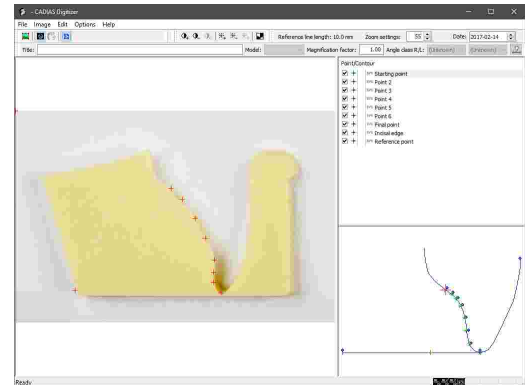 - CADIAS Digitizer
File Image Edit Options Help
Reference line length: 10.0 mm Zoom settings: 55 Date: 2017-02-14
Title: Model: Magnification factor: 1.00 Angle class R/L: (Unknown) (Unknown)
Point/Contour
Starting point
Point 2
Point 3
Point 4
Point 5
Point 6
Final point
Incisal edge
Reference point
Ready